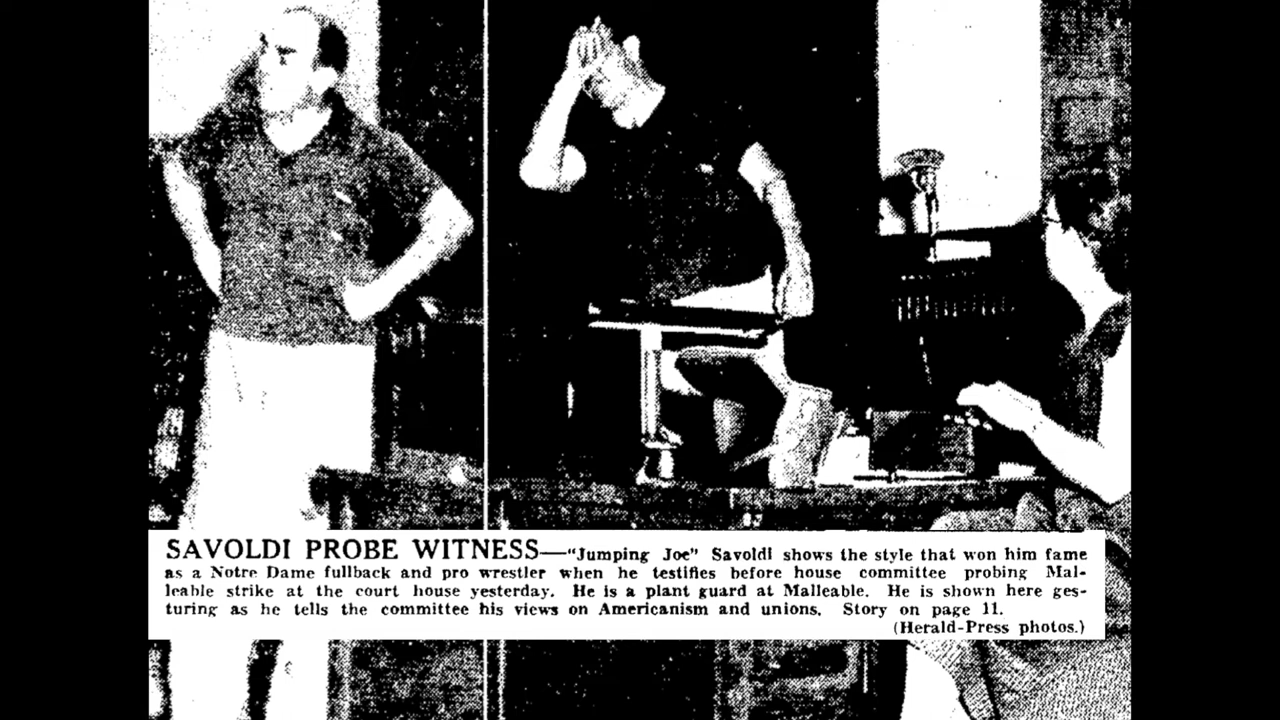 SAVOLDI PROBE WITNESS—"Jumping Joe" Savoldi shows the style that won him fame
as a Notre Dame fullback and pro wrestler when he testifies before house committee probing Mal-
leable strike at the court house yesterday. He is a plant guard at Malleable. He is shown here ges-
turing as he tells the committee his views on Americanism and unions. Story on page 11.
(Herald-Press photos.)